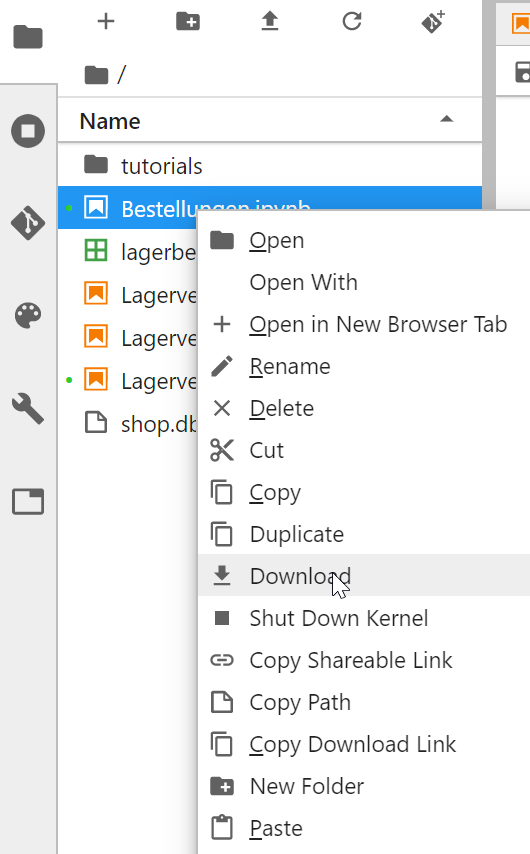 /
Name
tutorials
Bestellungen.ipynb
lagerbe
Lagerve
Lagerve
Lagerve
shop.db
Open
Open With
Open in New Browser Tab
Rename
Delete
Cut
Copy
Duplicate
Download
Shut Down Kernel
Copy Shareable Link
Copy Path
Copy Download Link
New Folder
Paste